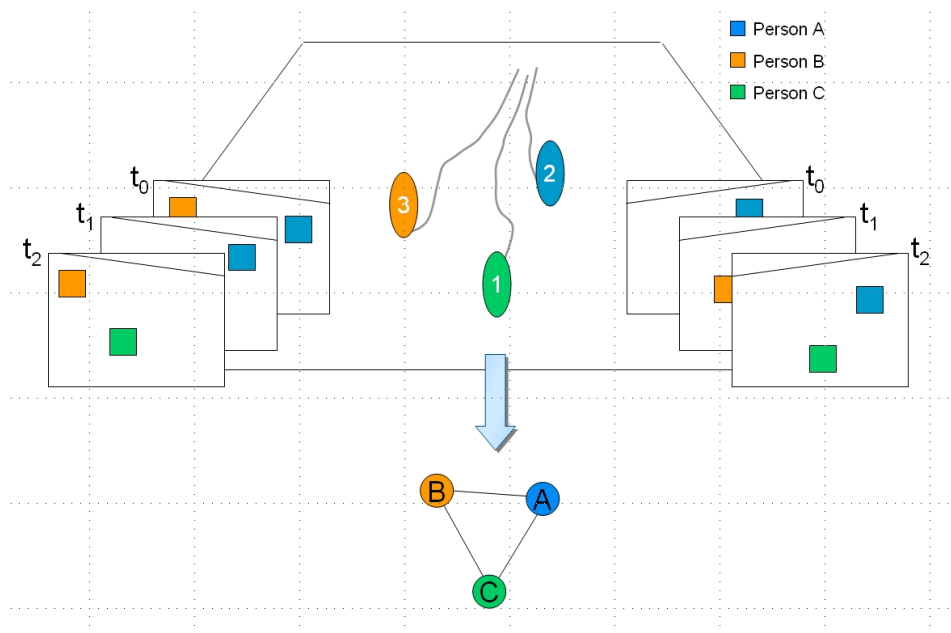 Person A
Person B
Person C
t₀
t₁
t₂
3
2
1
t₀
t₁
t₂
B
A
C